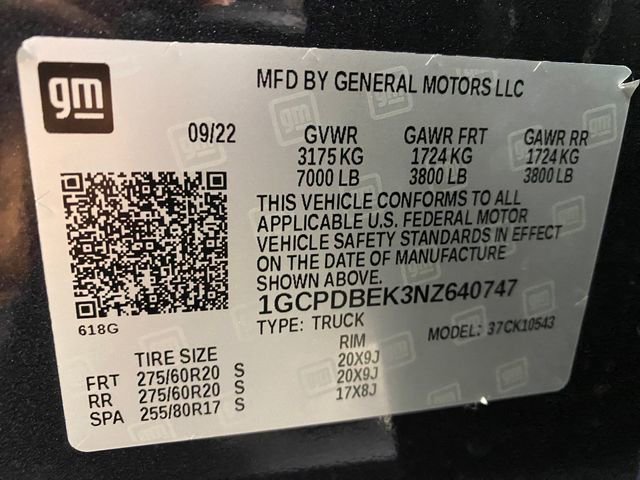 gm
MFD BY GENERAL MOTORS LLC
09/22 GVWR GAWR FRT GAWR RR
3175 KG 1724 KG 1724 KG
7000 LB 3800 LB 3800 LB
THIS VEHICLE CONFORMS TO ALL
APPLICABLE U.S. FEDERAL MOTOR
VEHICLE SAFETY STANDARDS IN EFFECT
ON THE DATE OF MANUFACTURE
SHOWN ABOVE.
1GCPDBEK3NZ640747
618G
TYPE: TRUCK MODEL: 37CK10543
TIRE SIZE RIM
FRT 275/60R20 S 20X9J
RR 275/60R20 S 20X9J
SPA 255/80R17 S 17X8J